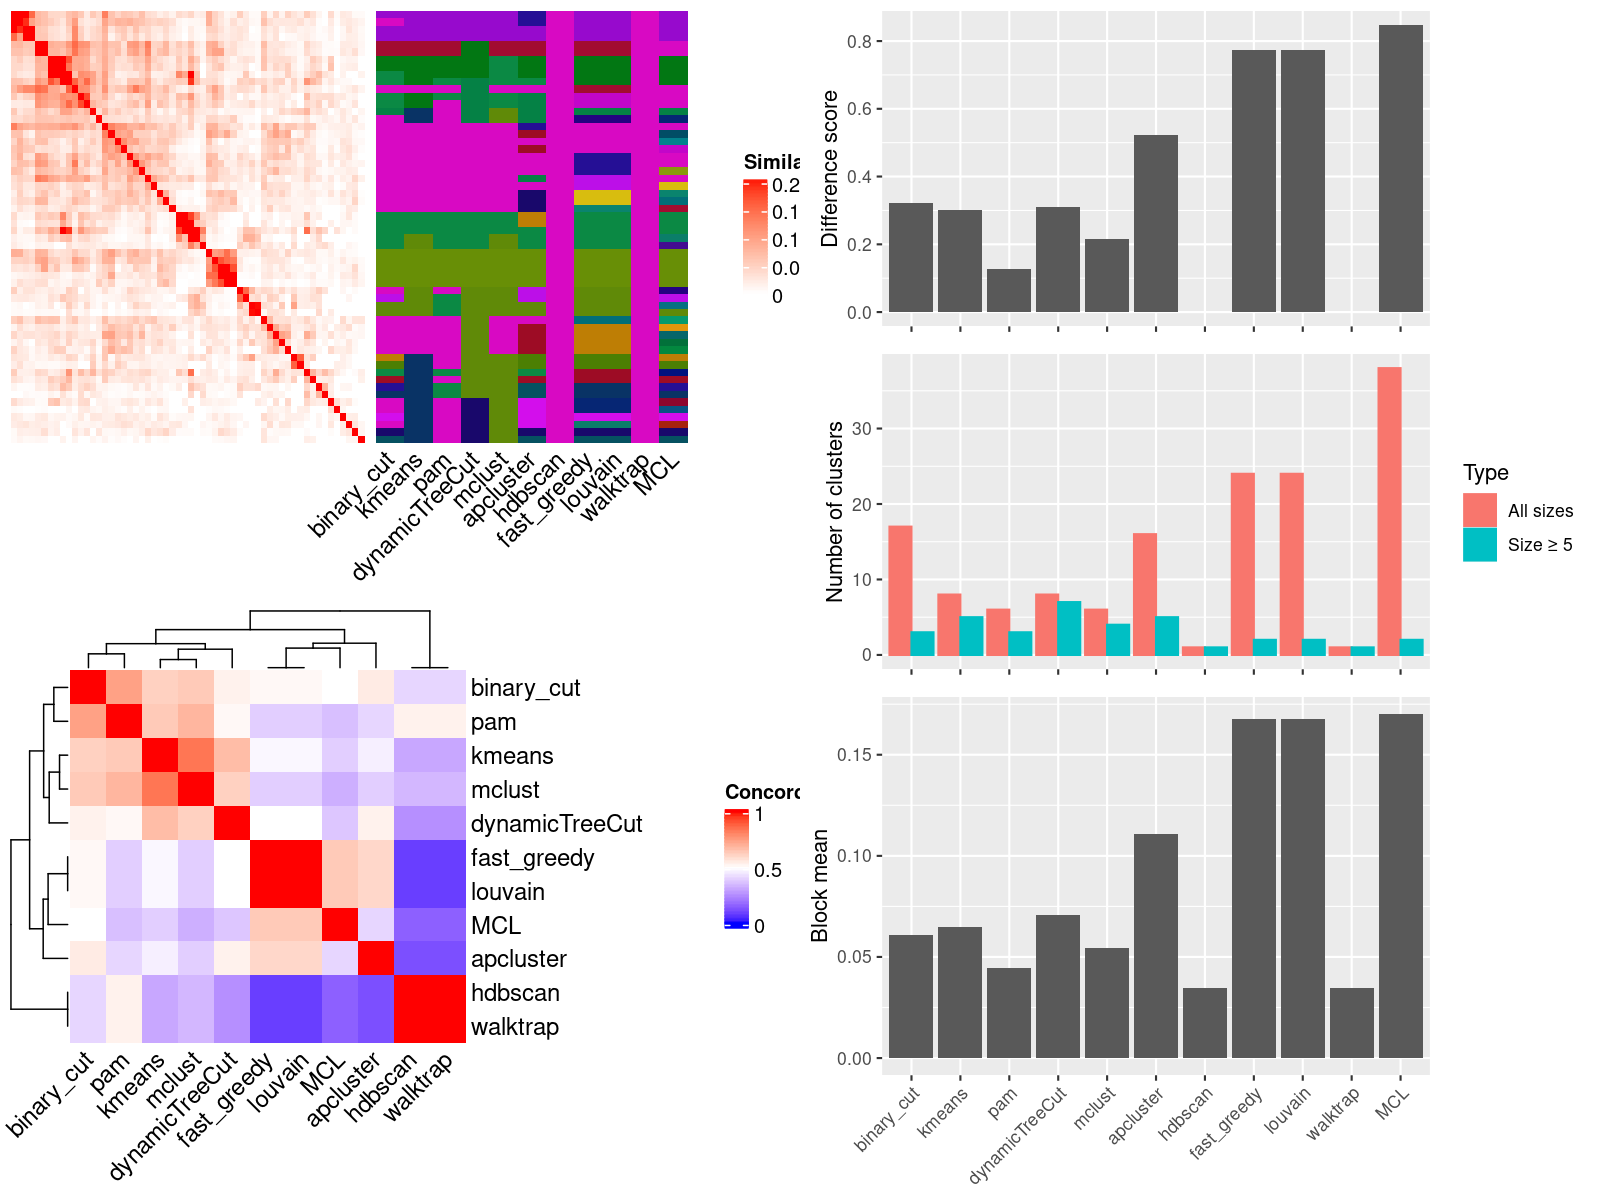 Simila
0.2
0.1
0.1
0.0
0
binary_cut
kmeans
pam
dynamicTreeCut
mclust
apcluster
hdbscan
fast_greedy
louvain
walktrap
MCL
binary_cut
pam
kmeans
mclust
dynamicTreeCut
fast_greedy
louvain
MCL
apcluster
hdbscan
walktrap
binary_cut
pam
kmeans
mclust
dynamicTreeCut
fast_greedy
louvain
MCL
apcluster
hdbscan
walktrap
Concord
1
0.5
0
Difference score
0.8
0.6
0.4
0.2
0.0
Number of clusters
30
20
10
0
Type
All sizes
Size ≥ 5
Block mean
0.15
0.10
0.05
0.00
binary_cut
kmeans
pam
dynamicTreeCut
mclust
apcluster
hdbscan
fast_greedy
louvain
walktrap
MCL